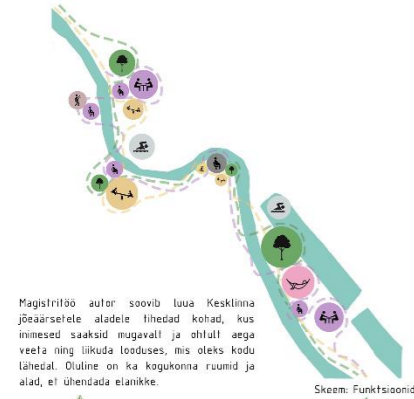 Magistritöö autor soovib luua Kesklinna
jõeäärsetele aladele tihedad kohad, kus
inimesed saaksid mugavalt ja ohtult aega
veeta ning liikuda looduses, mis oleks kodu
lähedal. Oluline on ka kogukonna ruumid ja
alad, et ühendada elanikke.
Skeem: Funktsioonid